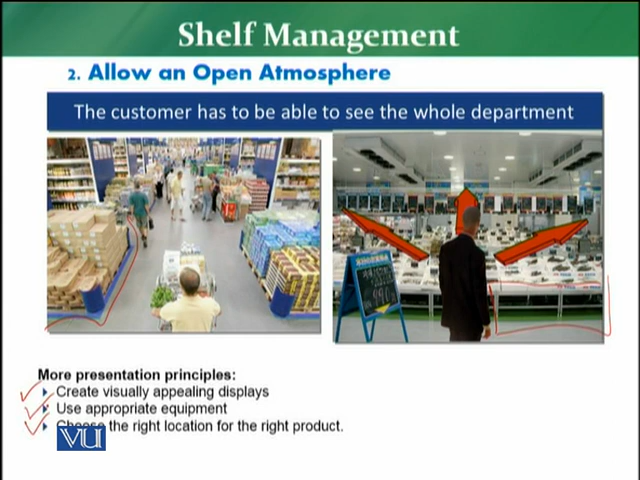 Shelf Management
2. Allow an Open Atmosphere
The customer has to be able to see the whole department
More presentation principles:
Create visually appealing displays
Use appropriate equipment
the right location for the right product.
VU